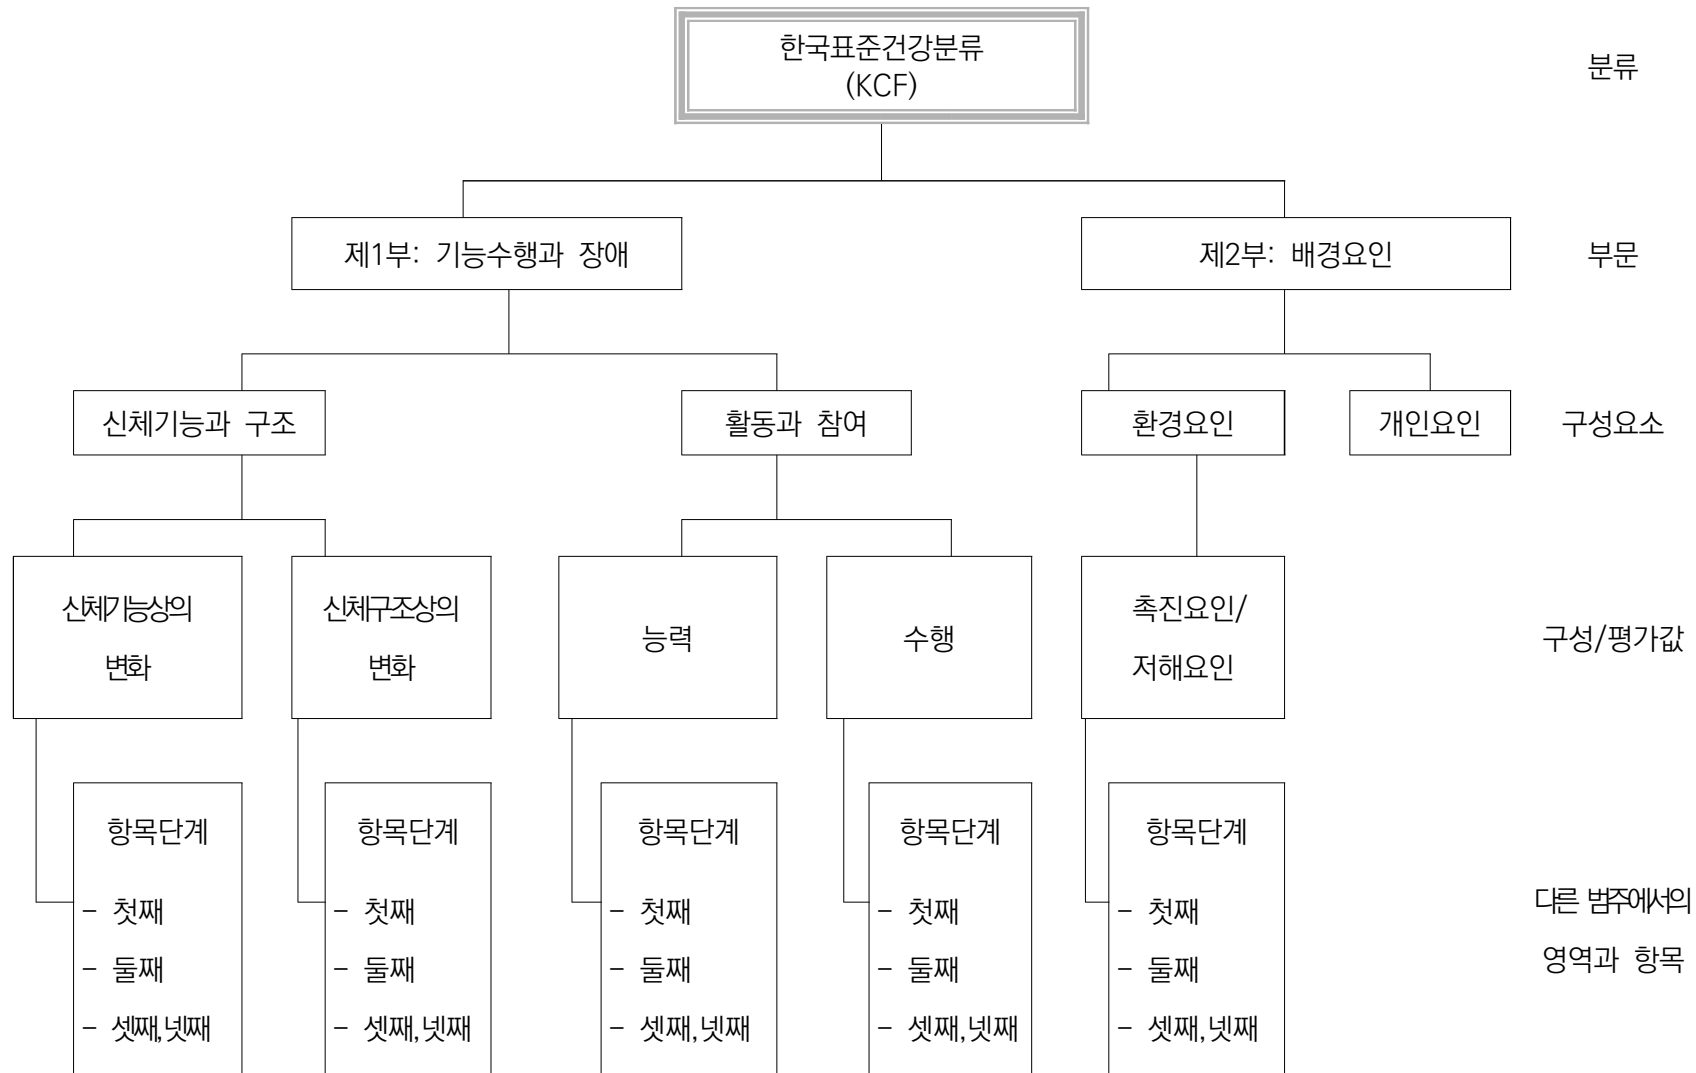 한국표준건강분류
(KCF)
분류
제1부: 기능수행과 장애
제2부: 배경요인
부문
신체기능과 구조
활동과 참여
환경요인
개인요인
구성요소
신체기능상의
변화
신체구조상의
변화
능력
수행
촉진요인/
저해요인
구성/평가값
항목단계
- 첫째
- 둘째
- 셋째,넷째
항목단계
- 첫째
- 둘째
- 셋째,넷째
항목단계
- 첫째
- 둘째
- 셋째,넷째
항목단계
- 첫째
- 둘째
- 셋째,넷째
항목단계
- 첫째
- 둘째
- 셋째,넷째
다른 범주에서의
영역과 항목